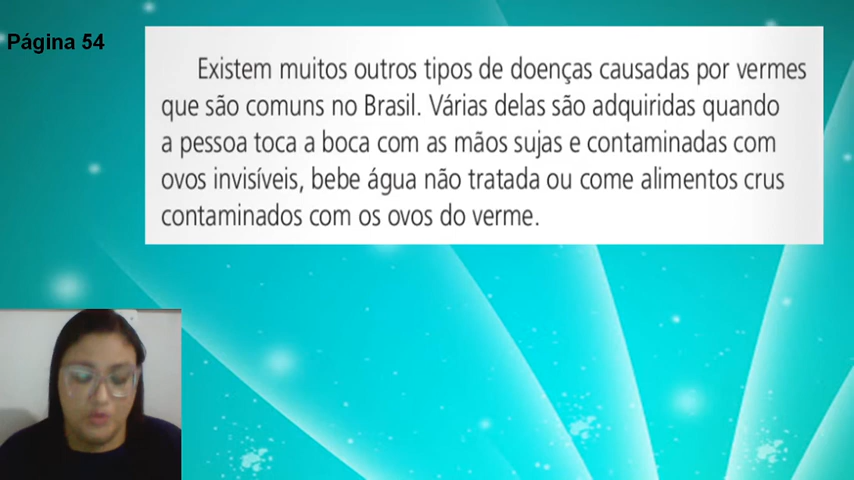 Página 54
Existem muitos outros tipos de doenças causadas por vermes
que são comuns no Brasil. Várias delas são adquiridas quando
a pessoa toca a boca com as mãos sujas e contaminadas com
ovos invisíveis, bebe água não tratada ou come alimentos crus
contaminados com os ovos do verme.